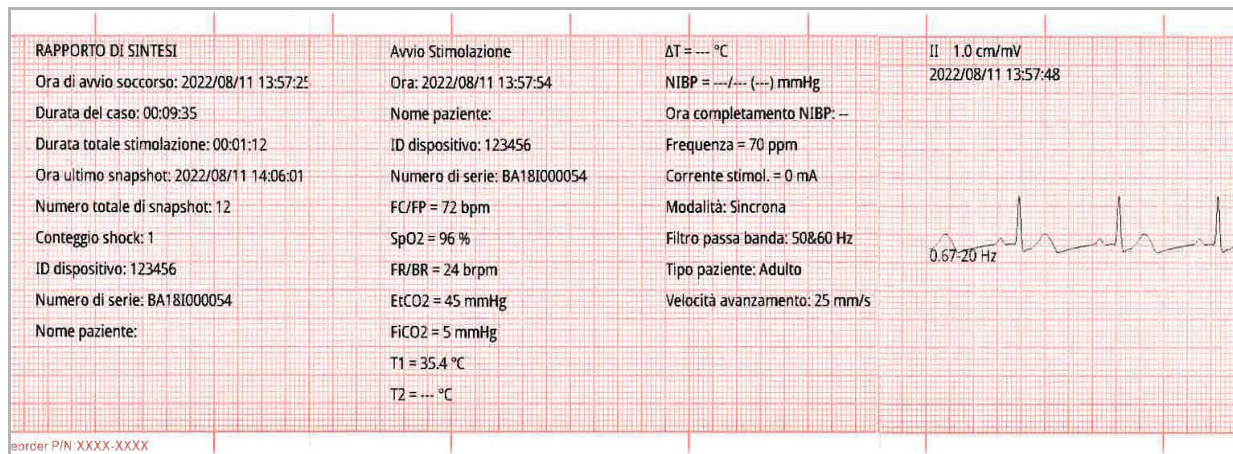 RAPPORTO DI SINTESI
Ora di avvio soccorso: 2022/08/11 13:57:25
Durata del caso: 00:09:35
Durata totale stimolazione: 00:01:12
Ora ultimo snapshot: 2022/08/11 14:06:01
Numero totale di snapshot: 12
Conteggio shock: 1
ID dispositivo: 123456
Numero di serie: BA18I000054
Nome paziente:
Avvio Stimolazione
Ora: 2022/08/11 13:57:54
Nome paziente:
ID dispositivo: 123456
Numero di serie: BA18I000054
FC/FP = 72 bpm
SpO2 = 96 %
FR/BR = 24 brpm
EtCO2 = 45 mmHg
FiCO2 = 5 mmHg
T1 = 35.4 °C
T2 = --- °C
ΔT = --- °C
NIBP = ---/--- (---) mmHg
Ora completamento NIBP: --
Frequenza = 70 ppm
Corrente stimol. = 0 mA
Modalità: Sincrona
Filtro passa banda: 50&60 Hz
Tipo paziente: Adulto
Velocità avanzamento: 25 mm/s
II 1.0 cm/mV
2022/08/11 13:57:48
0.67-20 Hz
eorder P/N XXXX-XXXX